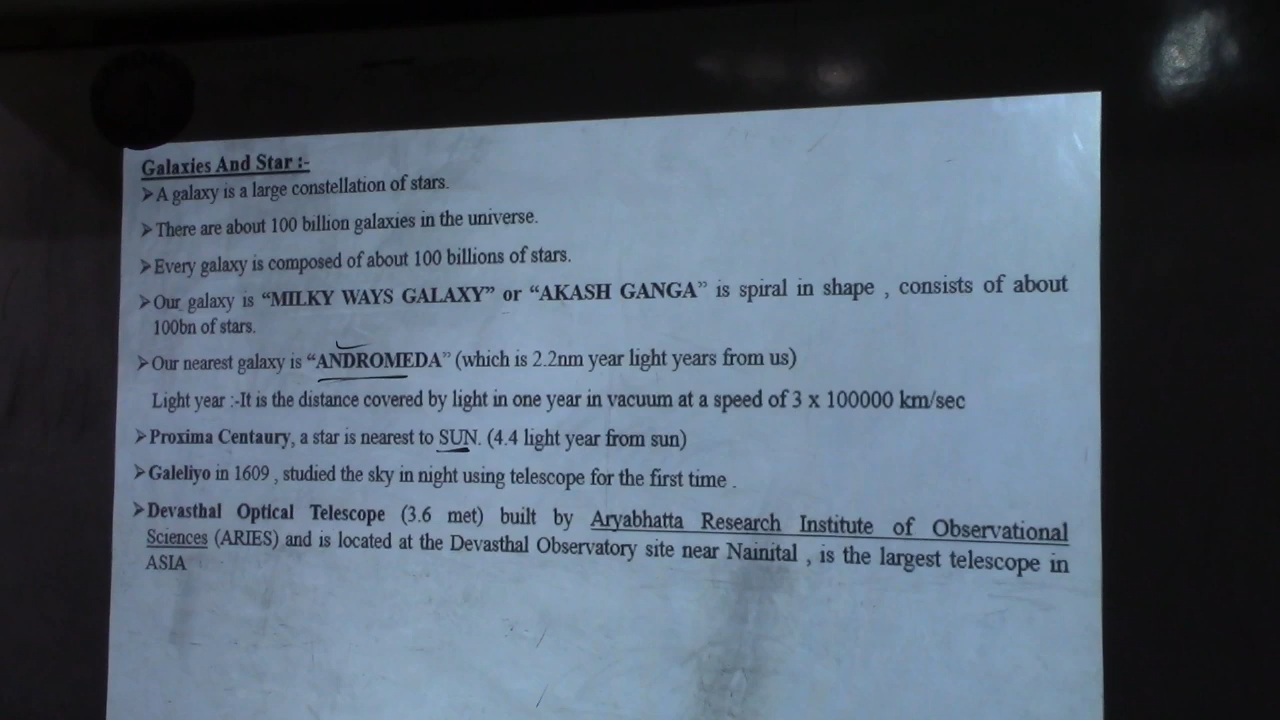 Galaxies And Star :-
➢A galaxy is a large constellation of stars.
➢There are about 100 billion galaxies in the universe.
➢Every galaxy is composed of about 100 billions of stars.
➢Our galaxy is “MILKY WAYS GALAXY” or “AKASH GANGA” is spiral in shape , consists of about
100bn of stars.
➢Our nearest galaxy is “ANDROMEDA” (which is 2.2nm year light years from us)
Light year :-It is the distance covered by light in one year in vacuum at a speed of 3 x 100000 km/sec
➢Proxima Centaury, a star is nearest to SUN. (4.4 light year from sun)
➢Galeliyo in 1609 , studied the sky in night using telescope for the first time .
➢Devasthal Optical Telescope (3.6 met) built by Aryabhatta Research Institute of Observational
Sciences (ARIES) and is located at the Devasthal Observatory site near Nainital , is the largest telescope in
ASIA